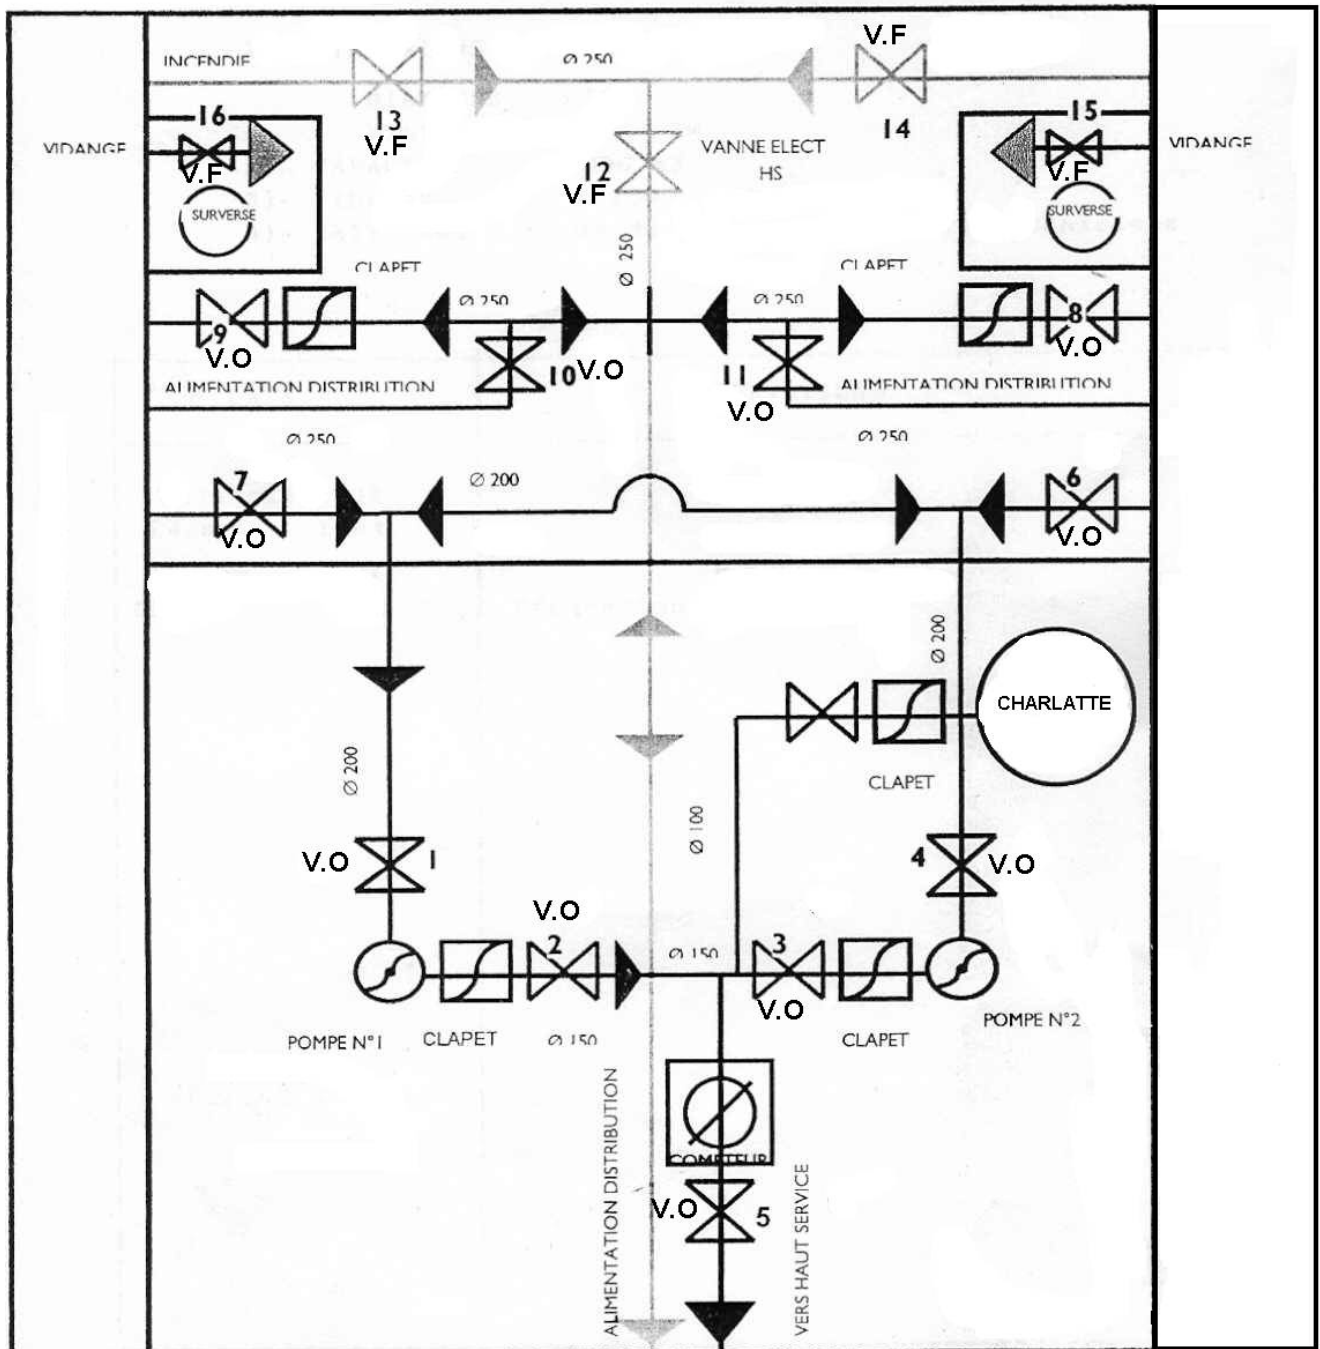 V.F
INCENDIE
Ø 250
16
13
V.F
14
15
VIDANGE
V.F
SURVERSE
12
V.F
VANNE ELECT
HS
V.F
SURVERSE
VIDANGE
Ø 250
CLAPET
CLAPET
Ø 250
Ø 250
9
V.O
8
V.O
10
V.O
11
V.O
ALIMENTATION DISTRIBUTION
ALIMENTATION DISTRIBUTION
Ø 250
Ø 250
7
V.O
Ø 200
6
V.O
Ø 200
CHARLATTE
Ø 200
CLAPET
Ø 100
V.O
1
4
V.O
V.O
2
Ø 150
3
V.O
POMPE N°1
CLAPET
Ø 150
CLAPET
POMPE N°2
COMPTEUR
ALIMENTATION DISTRIBUTION
V.O
5
VERS HAUT SERVICE